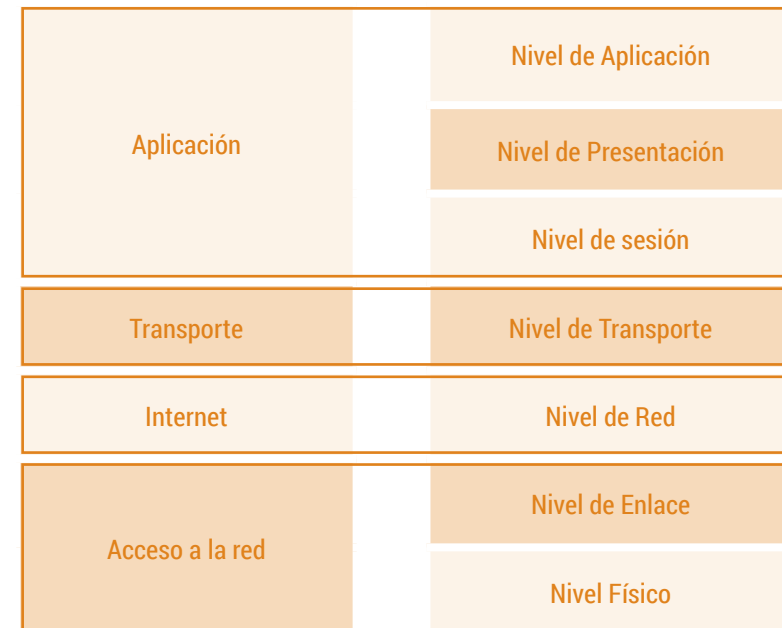 Aplicación
Nivel de Aplicación
Nivel de Presentación
Nivel de sesión
Transporte
Nivel de Transporte
Internet
Nivel de Red
Acceso a la red
Nivel de Enlace
Nivel Físico